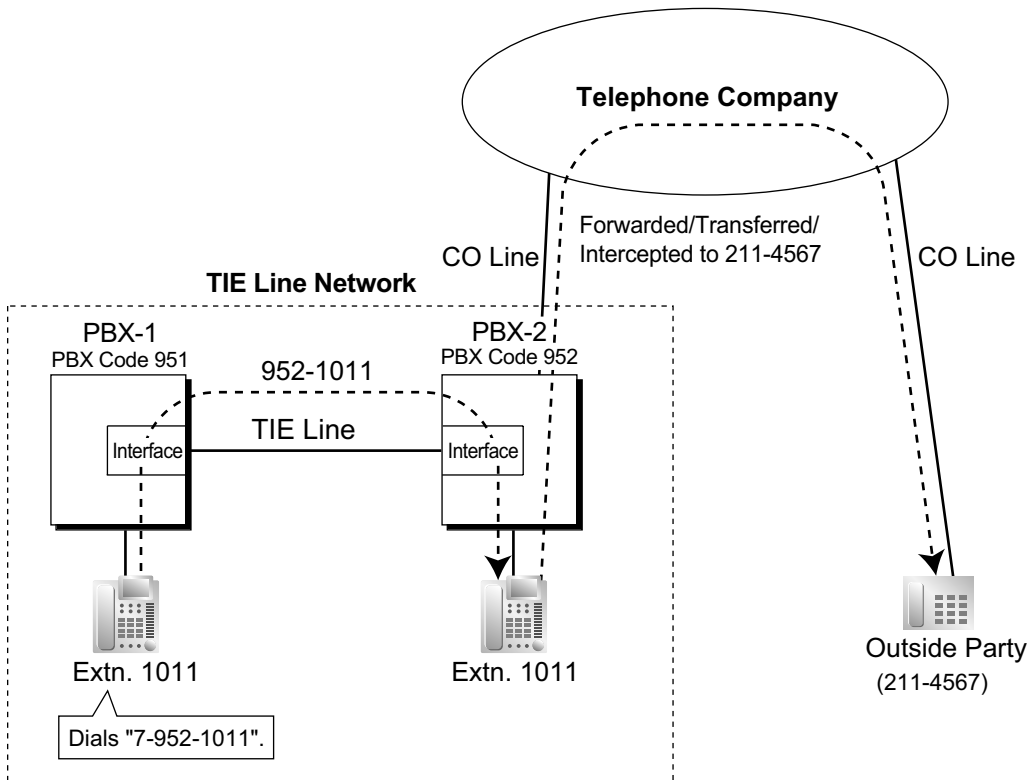 Telephone Company
Forwarded/Transferred/
Intercepted to 211-4567
CO Line
CO Line
TIE Line Network
PBX-1
PBX Code 951
952-1011
PBX-2
PBX Code 952
TIE Line
Interface
Interface
Extn. 1011
Extn. 1011
Outside Party
(211-4567)
Dials "7-952-1011".